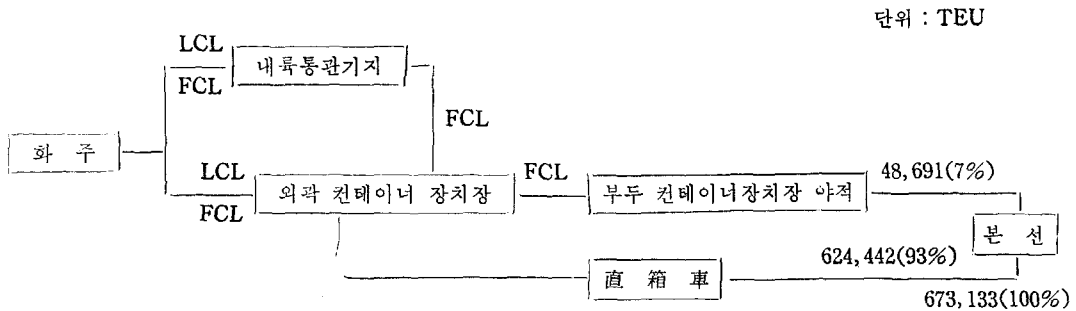 단위 : TEU
LCL
내륙통관기지
FCL
FCL
화 주
LCL
외곽 컨테이너 장치장
FCL
FCL
부두 컨테이너장치장 야적
48,691(7%)
본 선
624,442(93%)
直 箱 車
673,133(100%)